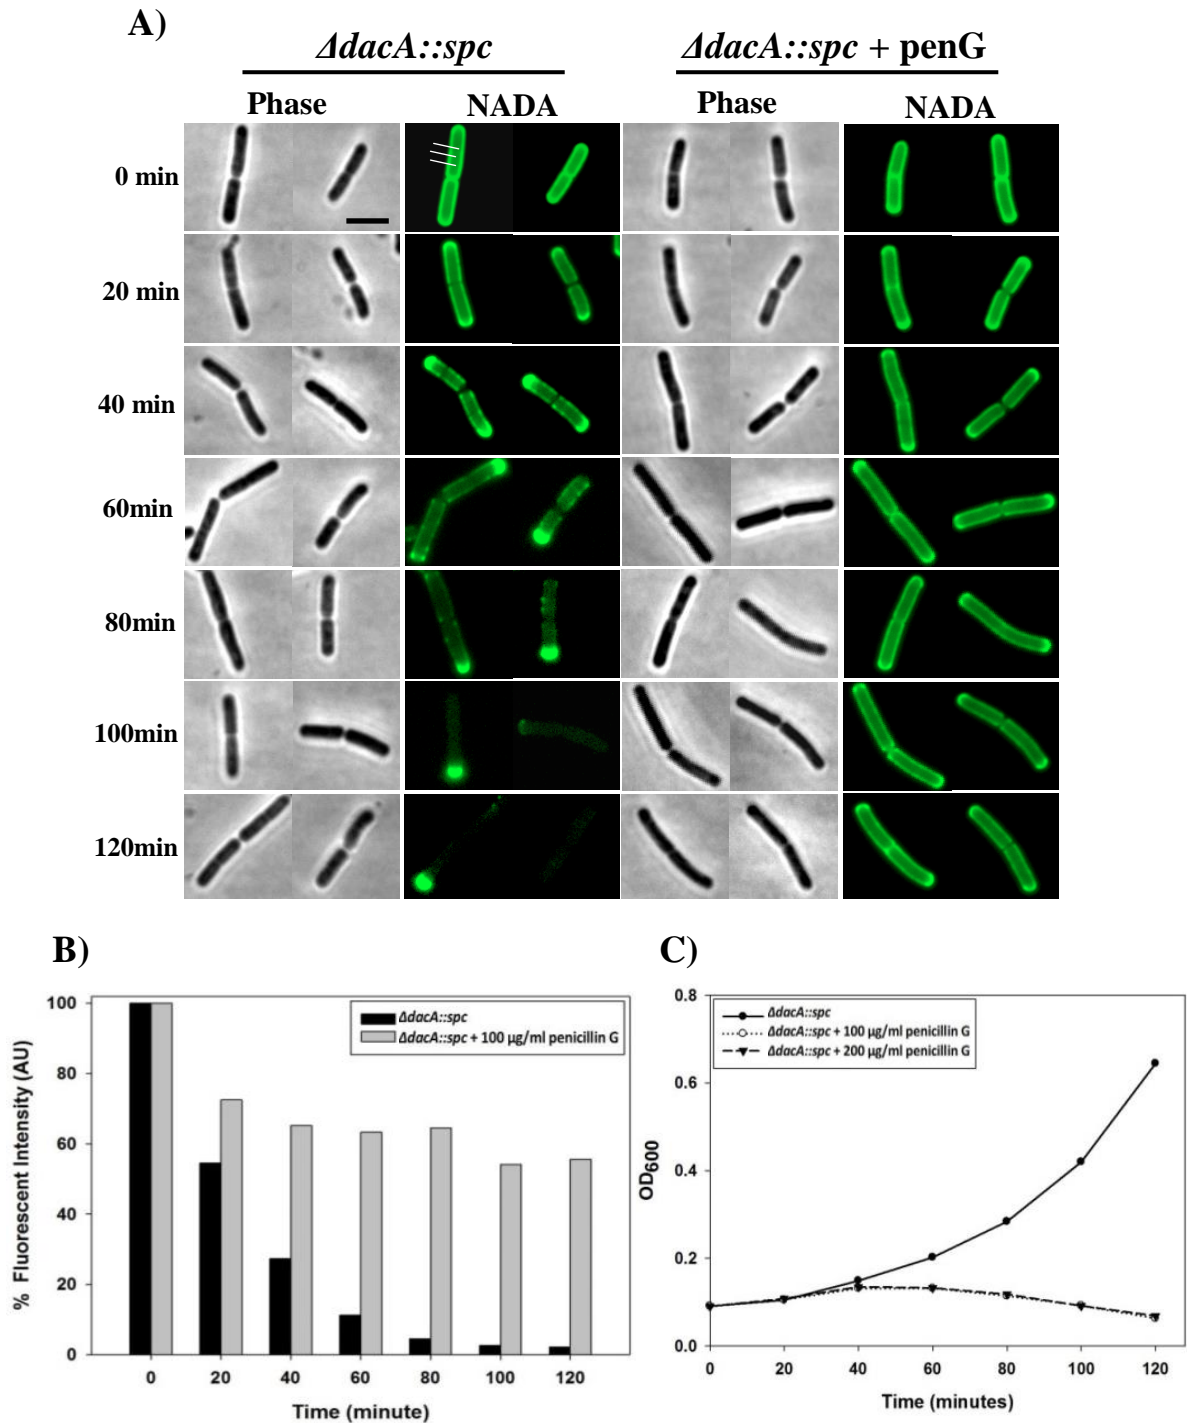 A)
ΔdacA::spc
ΔdacA::spc + penG
Phase
NADA
Phase
NADA
0 min
20 min
40 min
60min
80min
100min
120min
B)
100
80
60
40
20
0
% Fluorescent Intensity (AU)
ΔdacA::spc
ΔdacA::spc + 100 μg/ml penicillin G
0 20 40 60 80 100 120
Time (minute)
C)
0.8
0.6
0.4
0.2
0.0
OD600
ΔdacA::spc
ΔdacA::spc + 100 μg/ml penicillin G
ΔdacA::spc + 200 μg/ml penicillin G
0 20 40 60 80 100 120
Time (minutes)